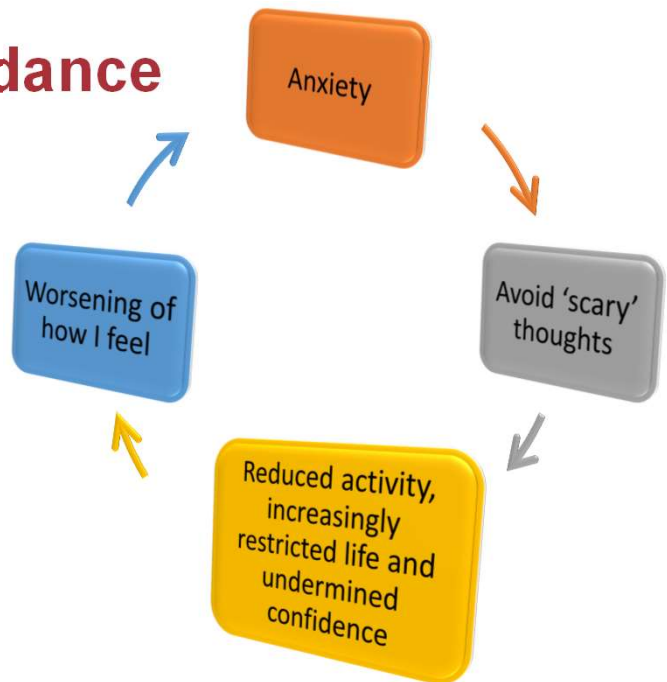 dance
Anxiety
Avoid ‘scary’
thoughts
Reduced activity,
increasingly
restricted life and
undermined
confidence
Worsening of
how I feel